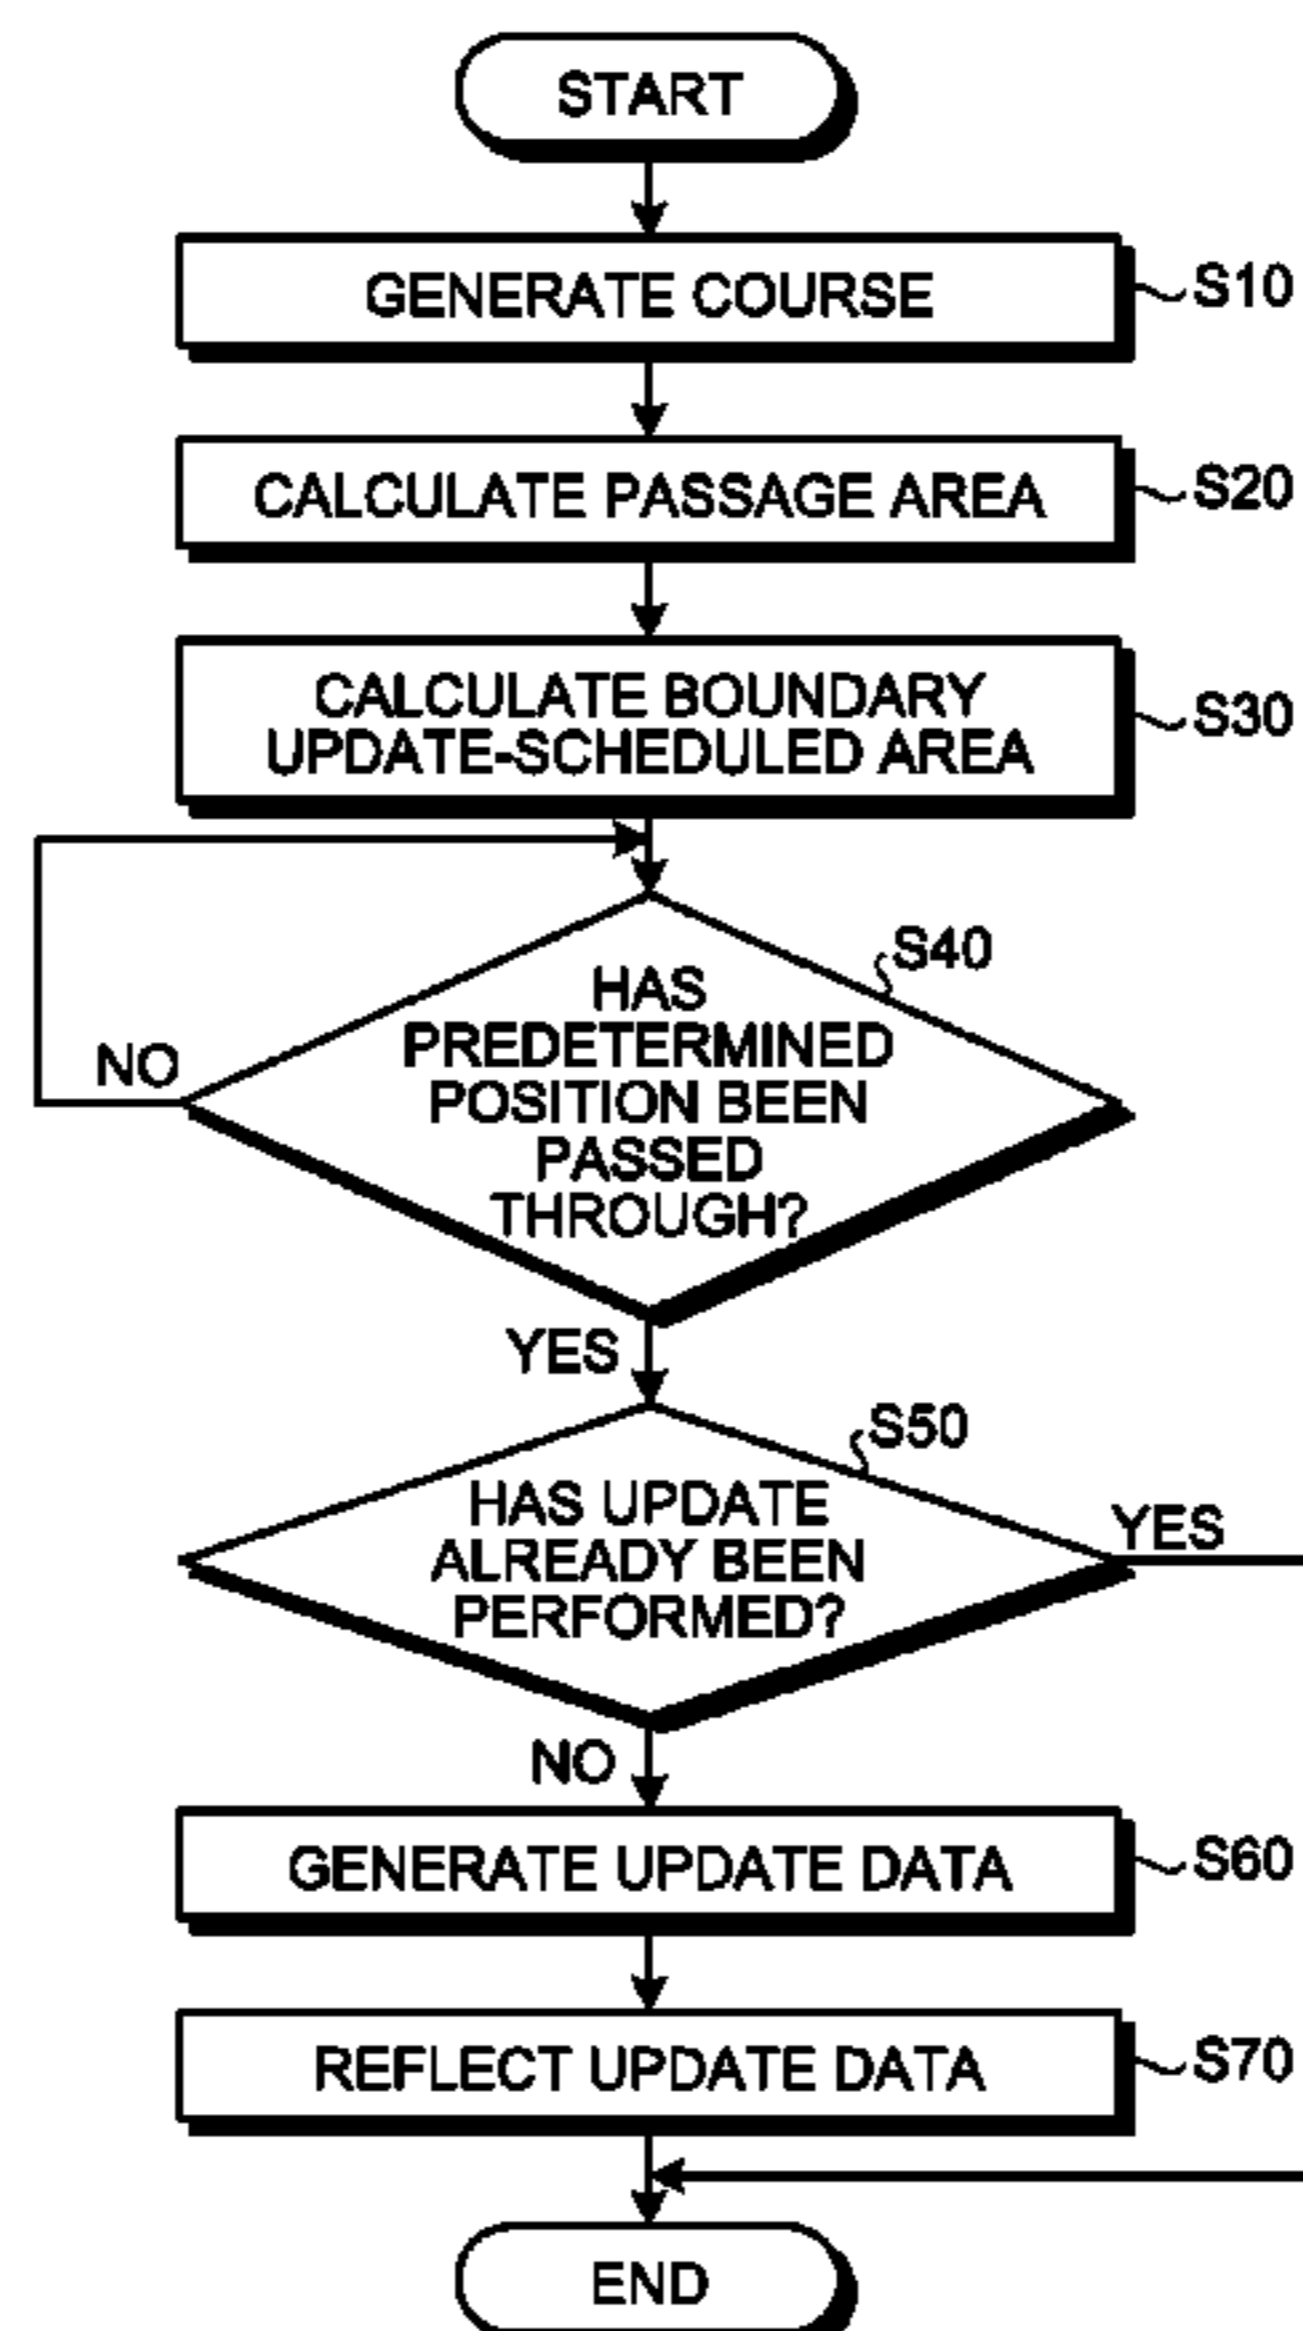 START
GENERATE COURSE
S10
CALCULATE PASSAGE AREA
S20
CALCULATE BOUNDARY
UPDATE-SCHEDULED AREA
S30
S40
HAS
PREDETERMINED
POSITION BEEN
PASSED
THROUGH?
NO
YES
S50
HAS UPDATE
ALREADY BEEN
PERFORMED?
YES
NO
GENERATE UPDATE DATA
S60
REFLECT UPDATE DATA
S70
END